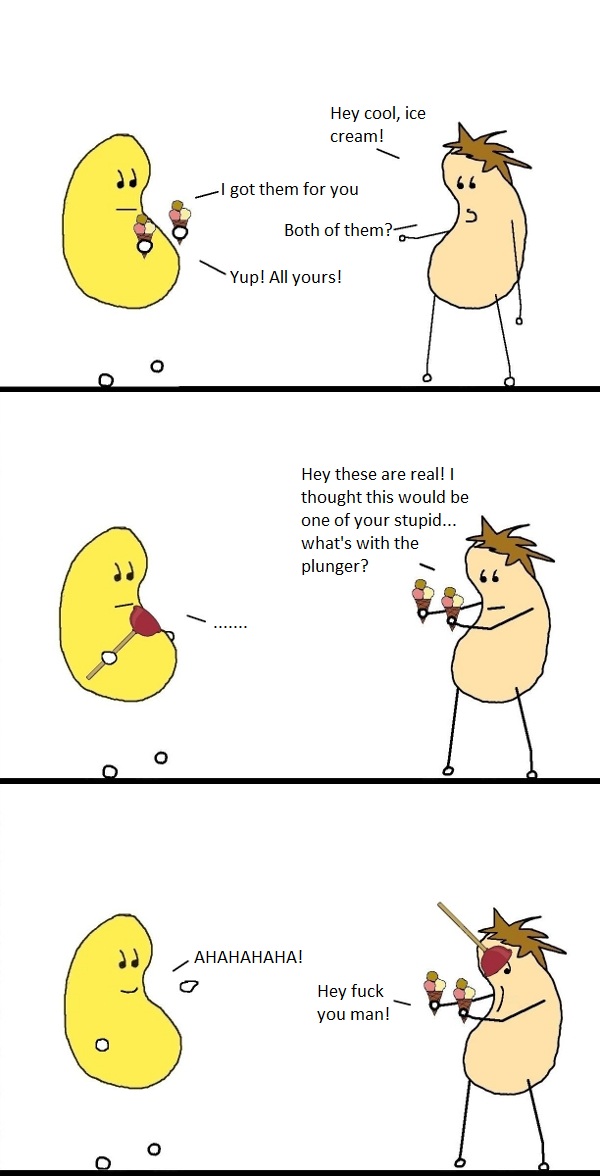 Hey cool, ice
cream!
I got them for you
Both of them?
Yup! All yours!
Hey these are real! I
thought this would be
one of your stupid...
what's with the
plunger?
.......
AHAHAHAHA!
Hey fuck
you man!